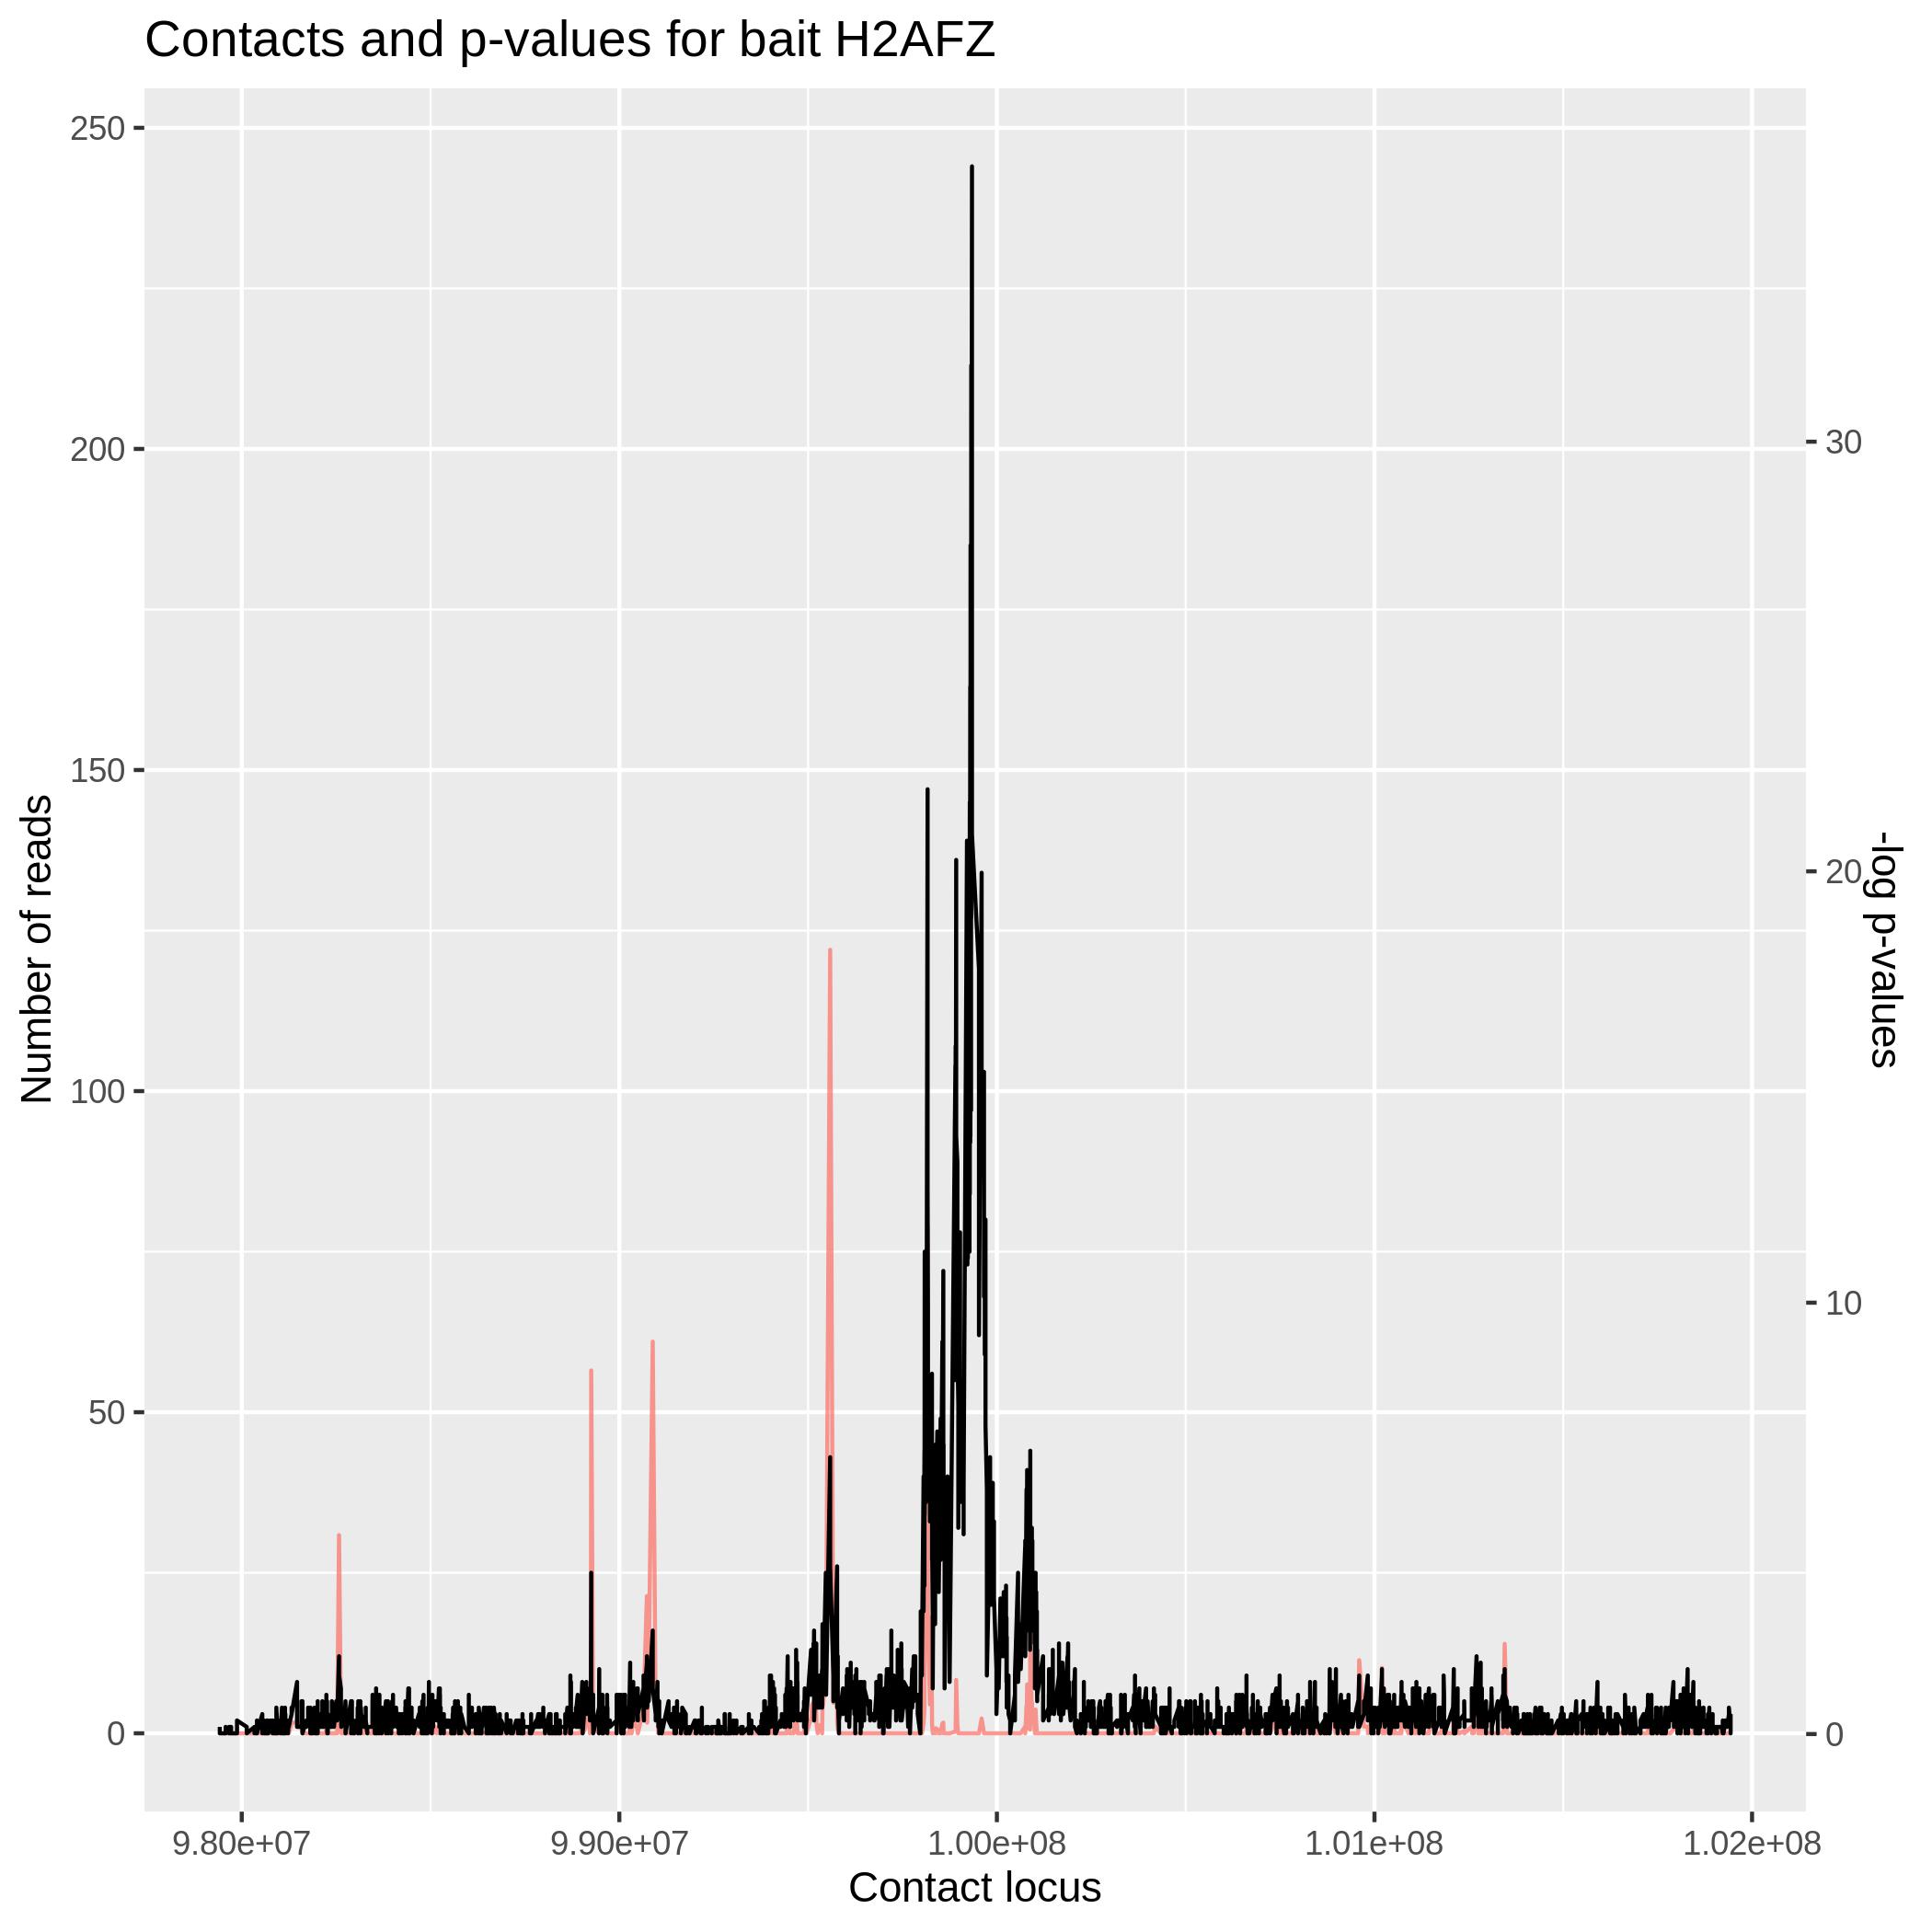 Contacts and p-values for bait H2AFZ
250
200
150
100
50
0
Number of reads
30
20
10
0
-log p-values
9.80e+07
9.90e+07
1.00e+08
1.01e+08
1.02e+08
Contact locus